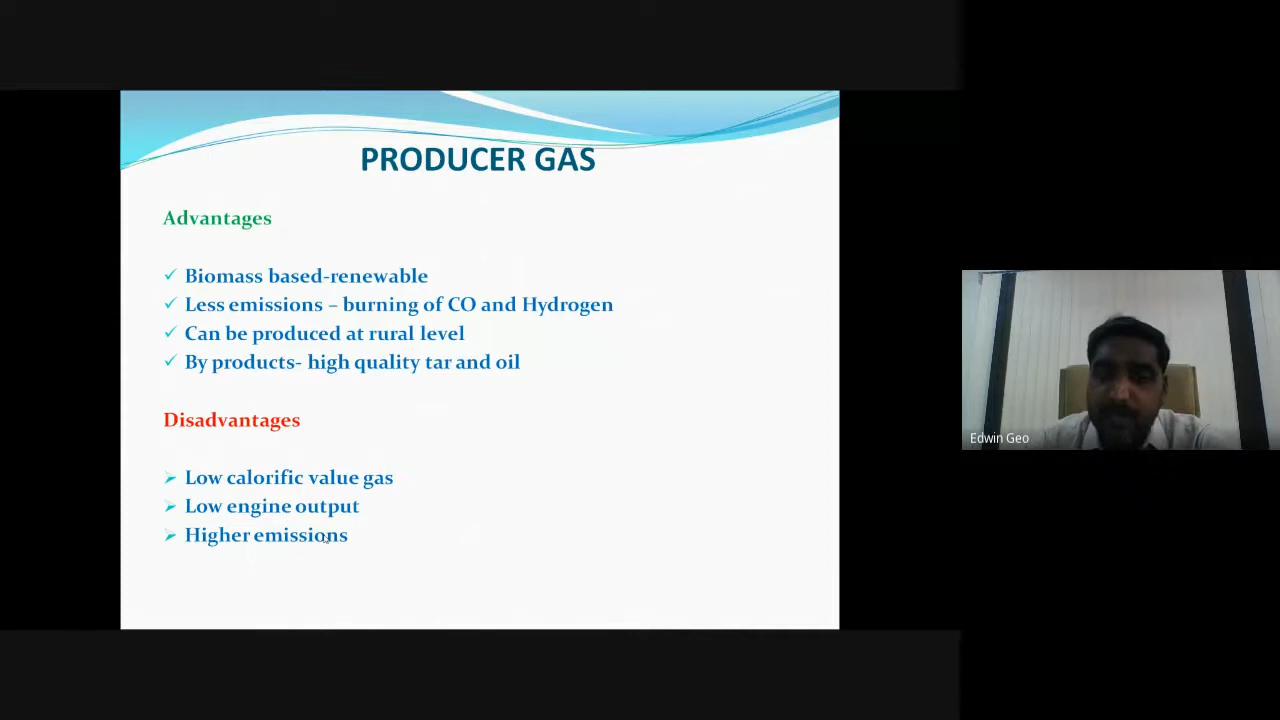 PRODUCER GAS
Advantages
Biomass based-renewable
Less emissions – burning of CO and Hydrogen
Can be produced at rural level
By products- high quality tar and oil
Disadvantages
Low calorific value gas
Low engine output
Higher emissions
Edwin Geo